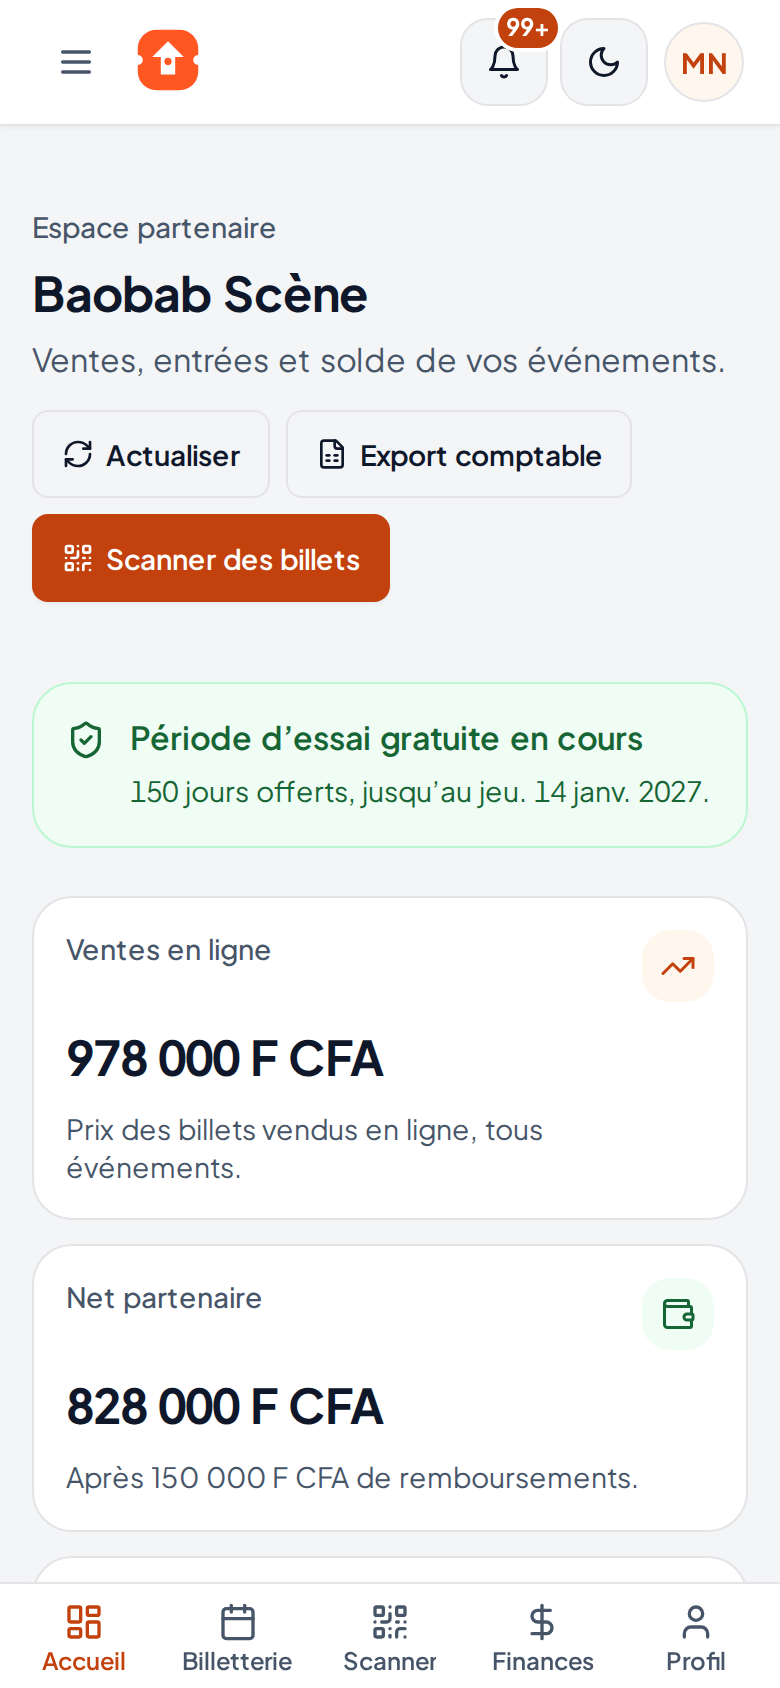 99+
MN
Espace partenaire
Baobab Scène
Ventes, entrées et solde de vos événements.
Actualiser
Export comptable
Scanner des billets
Période d’essai gratuite en cours
150 jours offerts, jusqu’au jeu. 14 janv. 2027.
Ventes en ligne
978 000 F CFA
Prix des billets vendus en ligne, tous
événements.
Net partenaire
828 000 F CFA
Après 150 000 F CFA de remboursements.
Accueil
Billetterie
Scanner
Finances
Profil